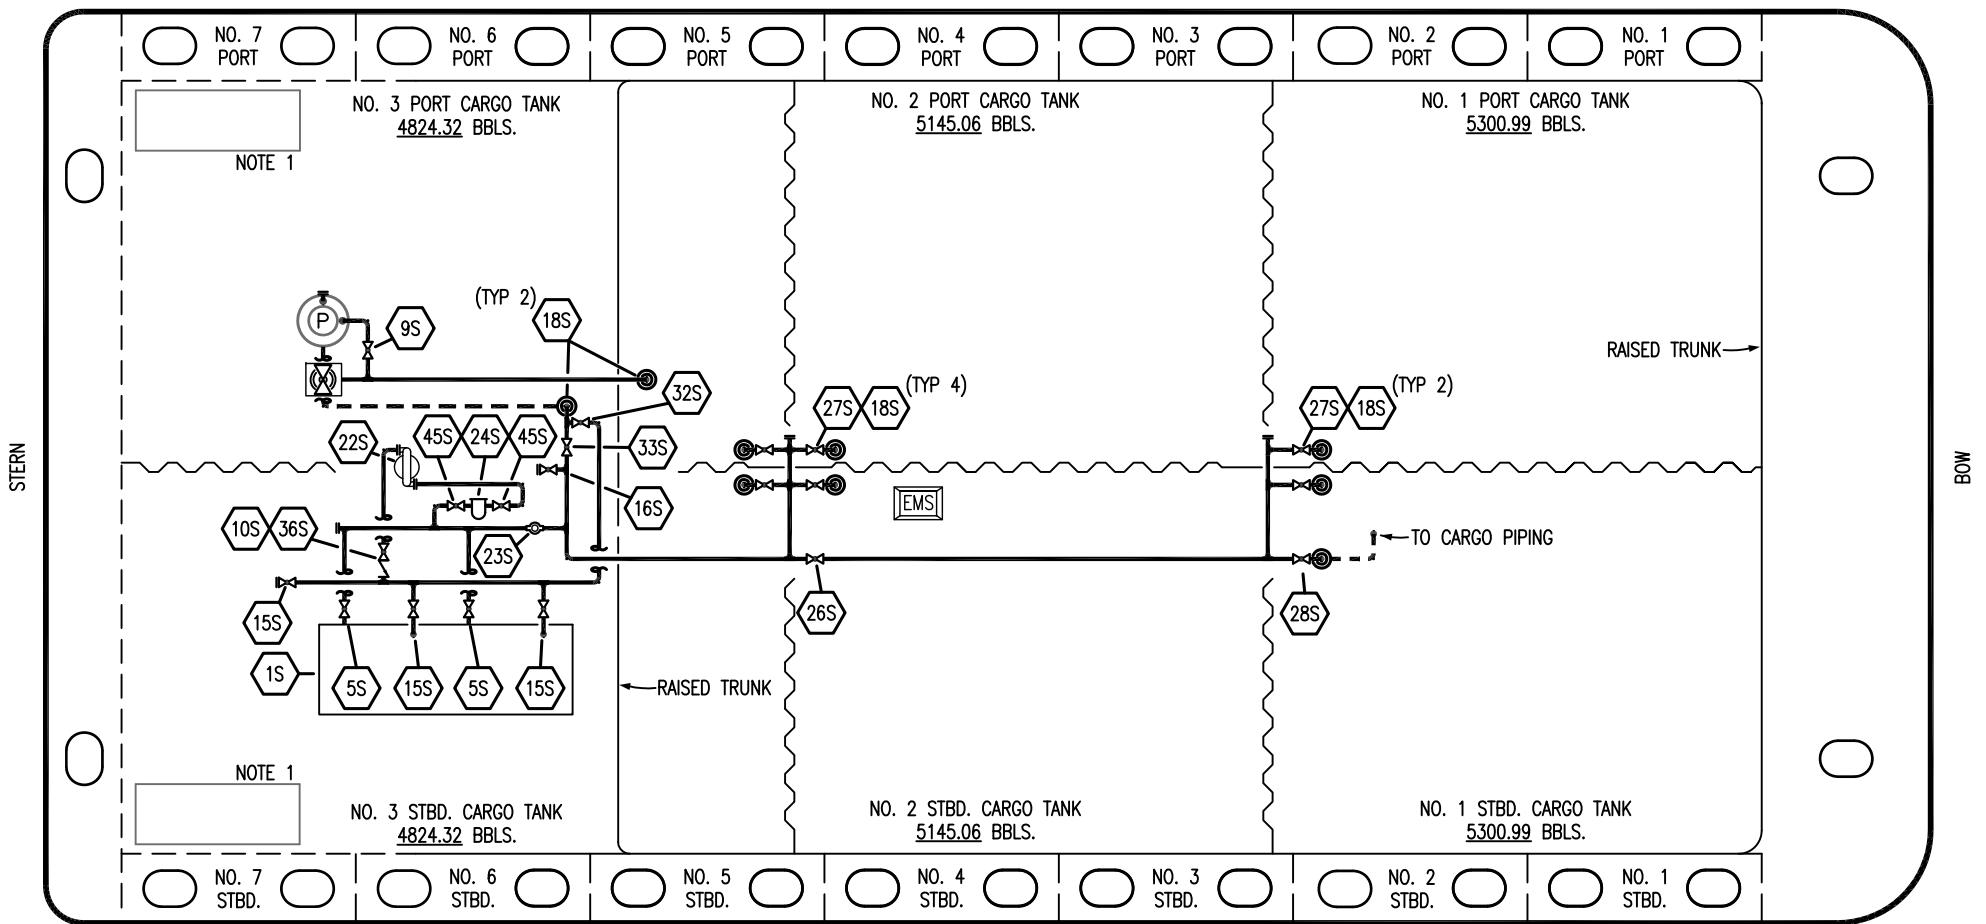 NO. 7
PORT
NO. 6
PORT
NO. 5
PORT
NO. 4
PORT
NO. 3
PORT
NO. 2
PORT
NO. 1
PORT
NO. 3 PORT CARGO TANK
4824.32 BBLS.
NO. 2 PORT CARGO TANK
5145.06 BBLS.
NO. 1 PORT CARGO TANK
5300.99 BBLS.
NOTE 1
(TYP 2)
18S
P
9S
RAISED TRUNK
32S
27S
18S
(TYP 4)
27S
18S
(TYP 2)
22S
45S
24S
45S
33S
STERN
BOW
16S
EMS
10S
36S
23S
TO CARGO PIPING
15S
26S
28S
1S
5S
15S
5S
15S
RAISED TRUNK
NOTE 1
NO. 3 STBD. CARGO TANK
4824.32 BBLS.
NO. 2 STBD. CARGO TANK
5145.06 BBLS.
NO. 1 STBD. CARGO TANK
5300.99 BBLS.
NO. 7
STBD.
NO. 6
STBD.
NO. 5
STBD.
NO. 4
STBD.
NO. 3
STBD.
NO. 2
STBD.
NO. 1
STBD.